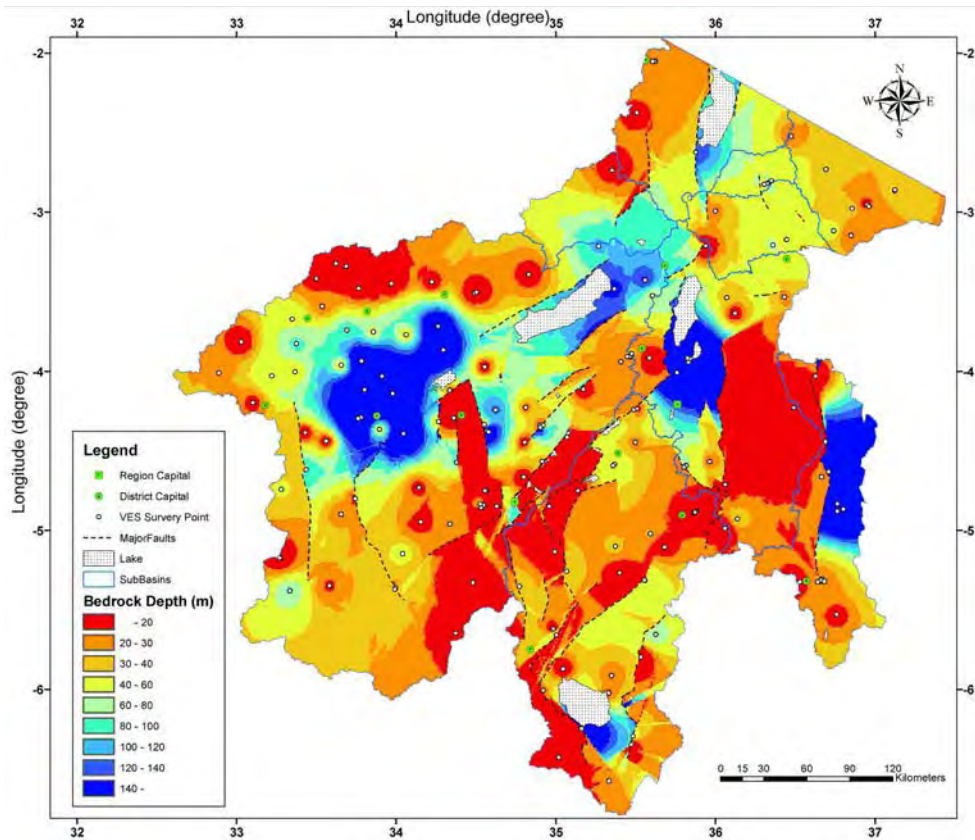 Longitude (degree)
32 33 34 35 36 37
-2 -2
N
W E
S
-3 -3
-4 -4
-5 -5
-6 -6
Longitude (degree)
Legend
Region Capital
District Capital
VES Survery Point
MajorFaults
Lake
SubBasins
Bedrock Depth (m)
- 20
20 - 30
30 - 40
40 - 60
60 - 80
80 - 100
100 - 120
120 - 140
140 -
0 15 30 60 90 120
Kilometers
32 33 34 35 36 37